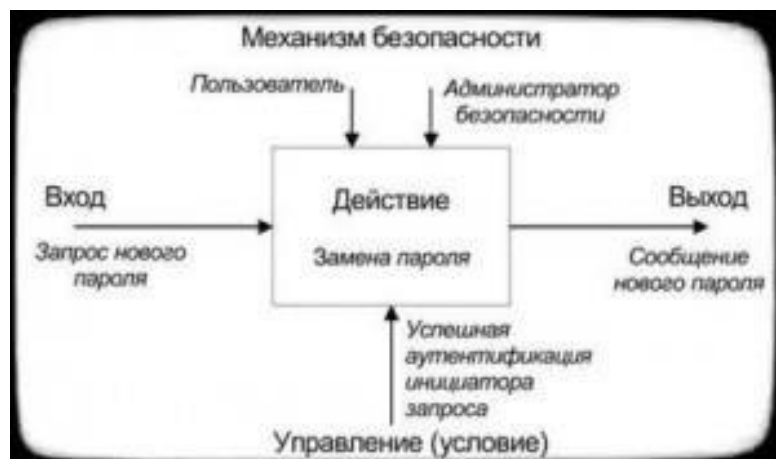 Механизм безопасности
Пользователь
Администратор
безопасности
Вход
Действие
Выход
Запрос нового
пароля
Замена пароля
Сообщение
нового пароля
Успешная
аутентификация
инициатора
запроса
Управление (условие)